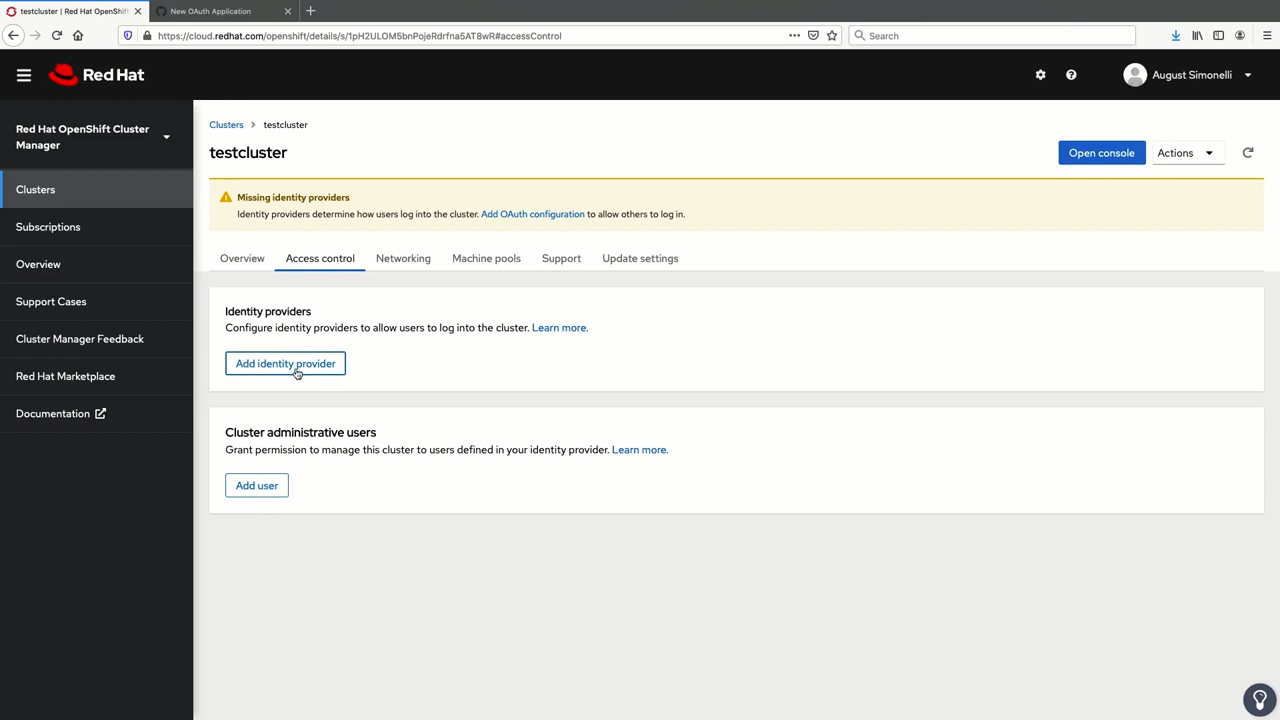 testcluster | Red Hat OpenShift
New OAuth Application
https://cloud.redhat.com/openshift/details/s/1pH2ULOM5bnPojeRdrfna5AT8wR#accessControl
Search
Red Hat
August Simonelli
Red Hat OpenShift Cluster
Manager
Clusters
Subscriptions
Overview
Support Cases
Cluster Manager Feedback
Red Hat Marketplace
Documentation
Clusters > testcluster
testcluster
Open console
Actions
Missing identity providers
Identity providers determine how users log into the cluster. Add OAuth configuration to allow others to log in.
Overview Access control Networking Machine pools Support Update settings
Identity providers
Configure identity providers to allow users to log into the cluster. Learn more.
Add identity provider
Cluster administrative users
Grant permission to manage this cluster to users defined in your identity provider. Learn more.
Add user